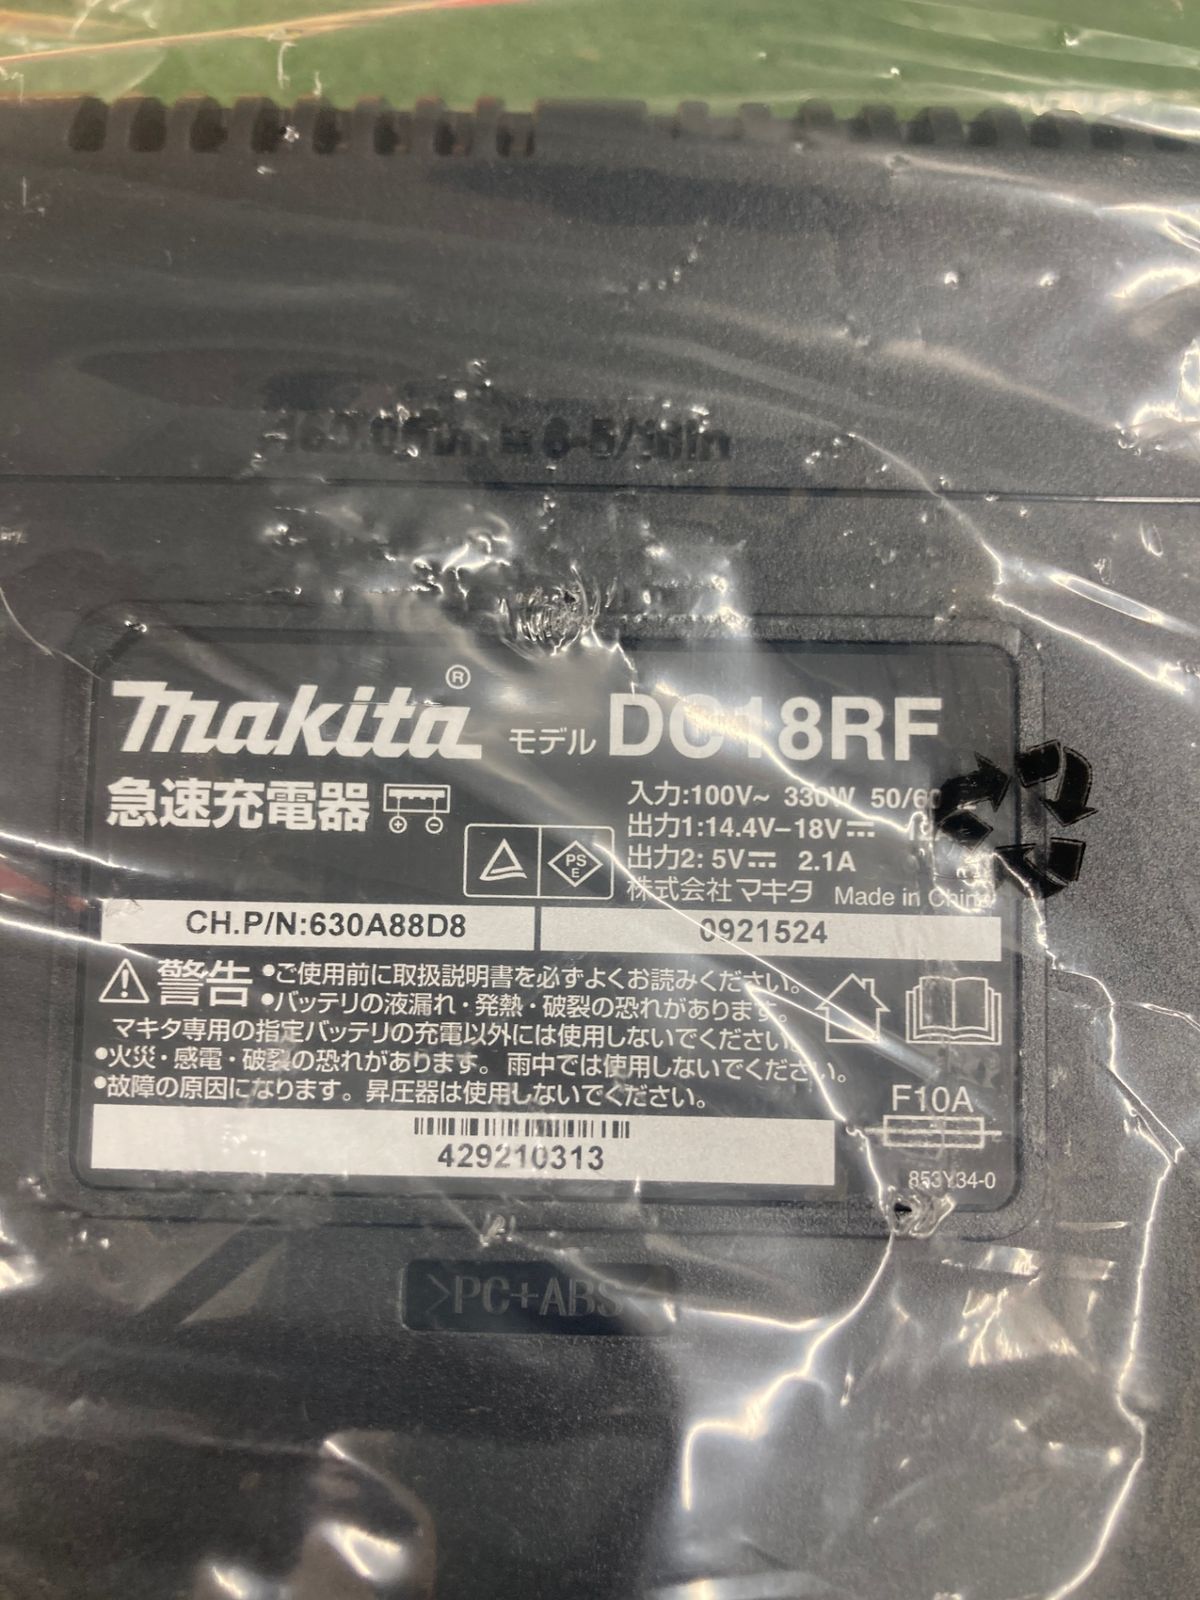 160.0mm = 6-5/16in
makita®
モデル DC18RF
急速充電器
入力:100V~ 330W 50/60
出力1:14.4V-18V
出力2: 5V 2.1A
PS
E
株式会社 マキタ Made in China
CH.P/N:630A88D8
0921524
警告 •ご使用前に取扱説明書を必ずよくお読みください。
•バッテリの液漏れ・発熱・破裂の恐れがあります。
マキタ専用の指定バッテリの充電以外には使用しないでください。
•火災・感電・破裂の恐れがあります。雨中では使用しないでください。
•故障の原因になります。昇圧器は使用しないでください。
F10A
429210313
853Y34-0
>PC+ABS<